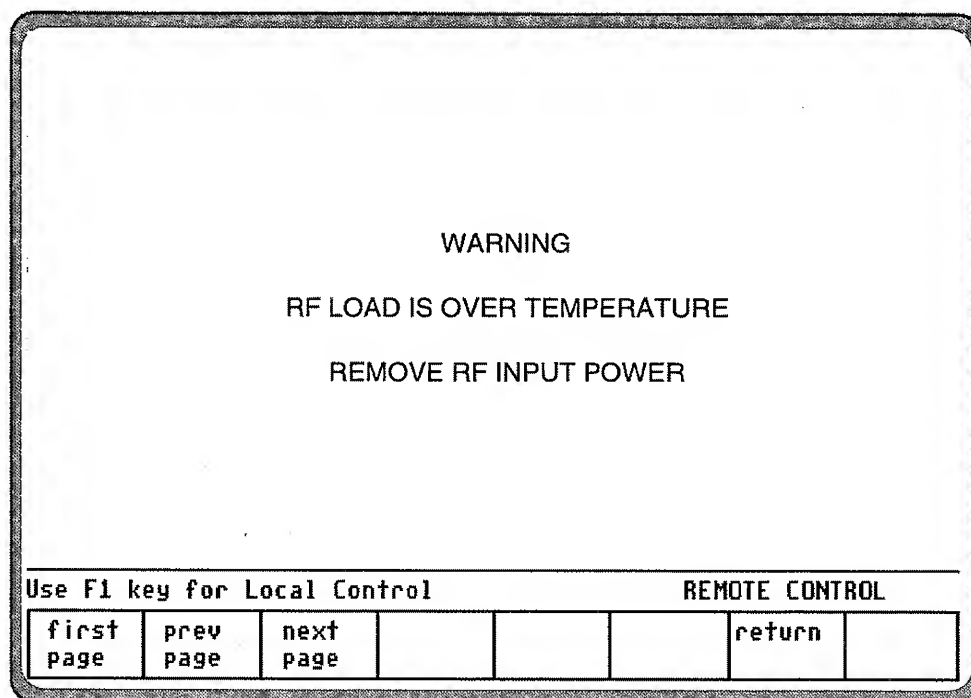 WARNING
RF LOAD IS OVER TEMPERATURE
REMOVE RF INPUT POWER
Use F1 key for Local Control REMOTE CONTROL
first prev next return
page page page